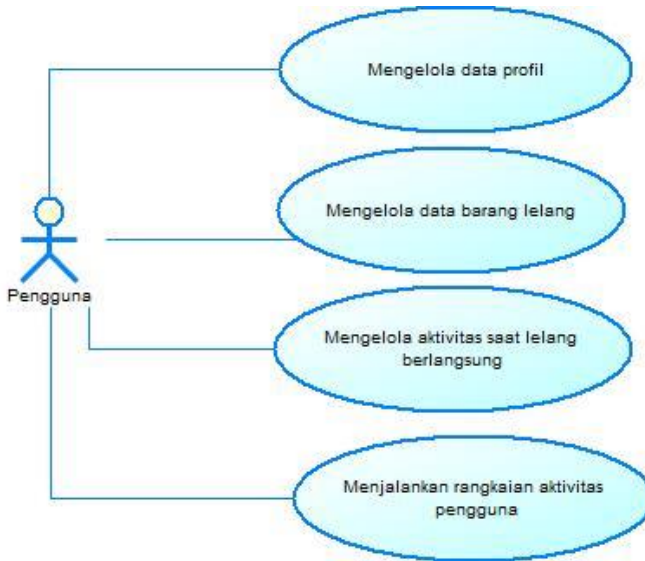 Mengelola data profil
Mengelola data barang lelang
Pengguna
Mengelola aktivitas saat lelang
berlangsung
Menjalankan rangkaian aktivitas
pengguna